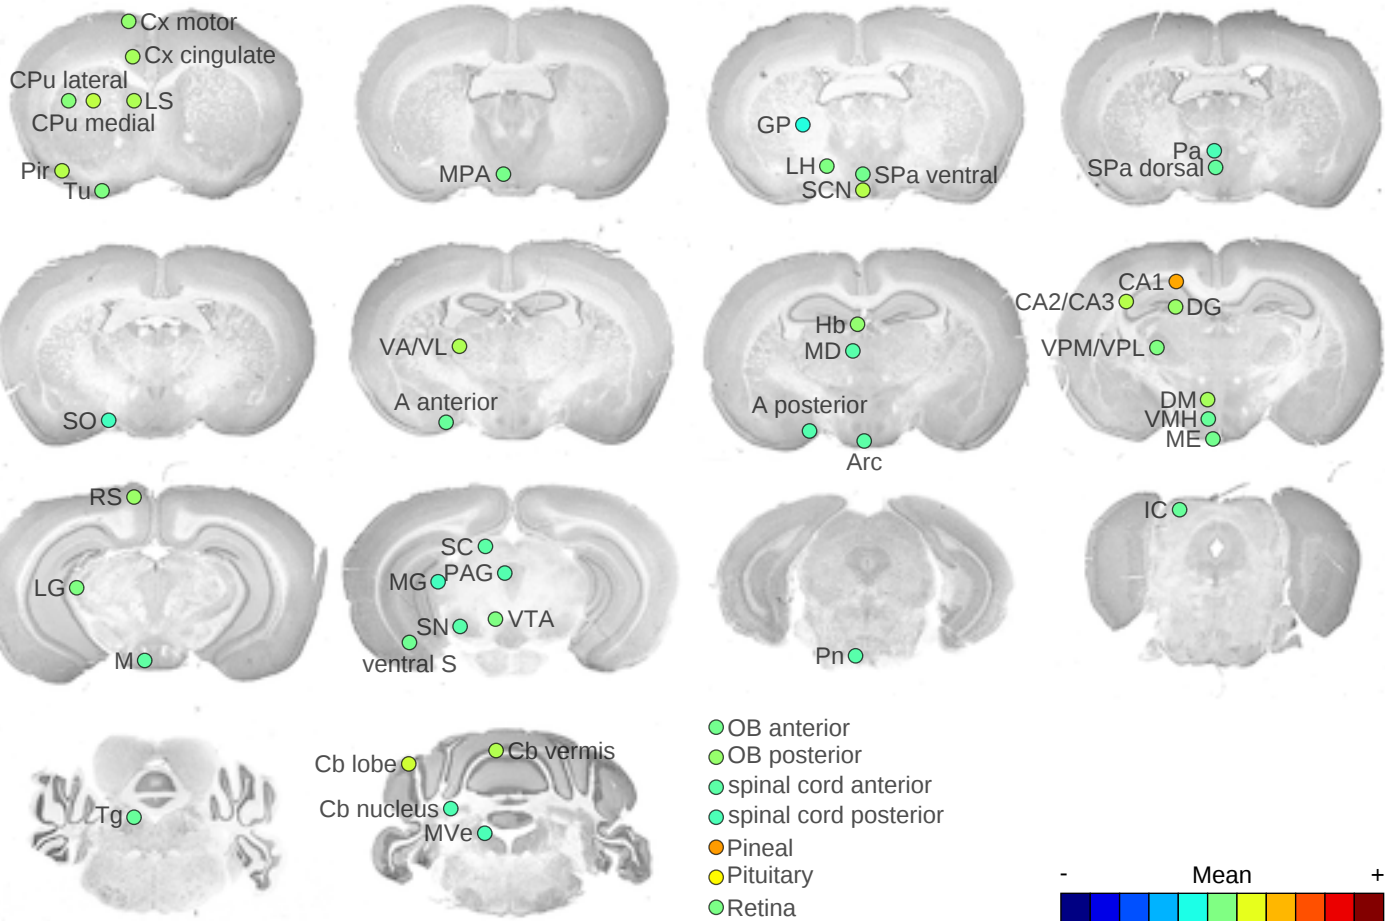 Cx motor
Cx cingulate
CPu lateral
LS
CPu medial
Pir
Tu
MPA
GP
LH
SPa ventral
SCN
Pa
SPa dorsal
SO
VA/VL
A anterior
Hb
MD
A posterior
Arc
CA1
CA2/CA3
DG
VPM/VPL
DM
VMH
ME
RS
LG
M
SC
MG
PAG
SN
VTA
ventral S
Pn
IC
Tg
Cb lobe
Cb vermis
Cb nucleus
MVe
OB anterior
OB posterior
spinal cord anterior
spinal cord posterior
Pineal
Pituitary
Retina
- Mean +